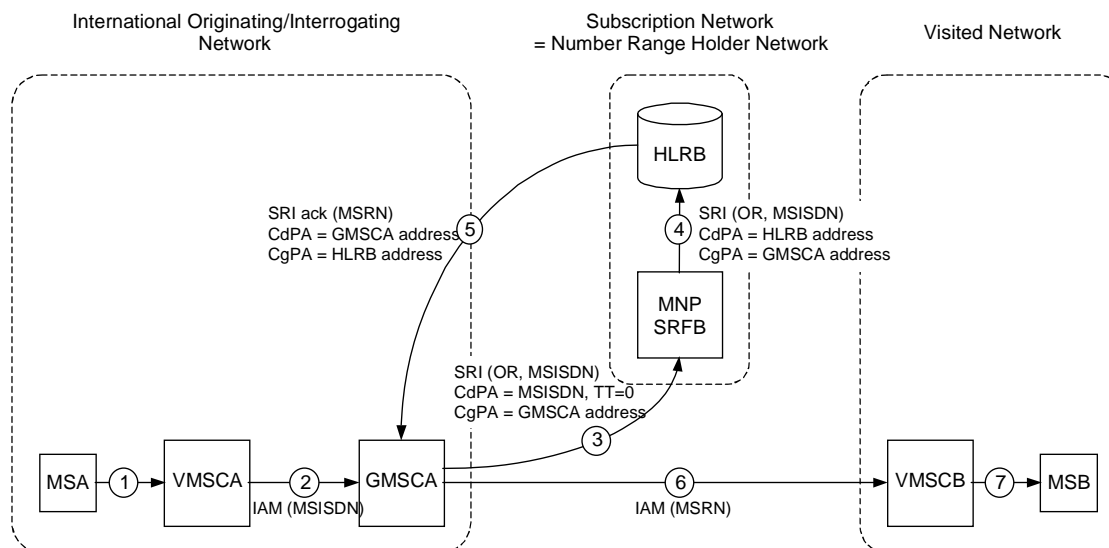 International Originating/Interrogating
Network
Subscription Network
= Number Range Holder Network
Visited Network
HLRB
SRI ack (MSRN)
CdPA = GMSCA address
CgPA = HLRB address
5
4
SRI (OR, MSISDN)
CdPA = HLRB address
CgPA = GMSCA address
MNP
SRFB
SRI (OR, MSISDN)
CdPA = MSISDN, TT=0
CgPA = GMSCA address
3
MSA
1
VMSCA
2
IAM (MSISDN)
GMSCA
6
IAM (MSRN)
VMSCB
7
MSB